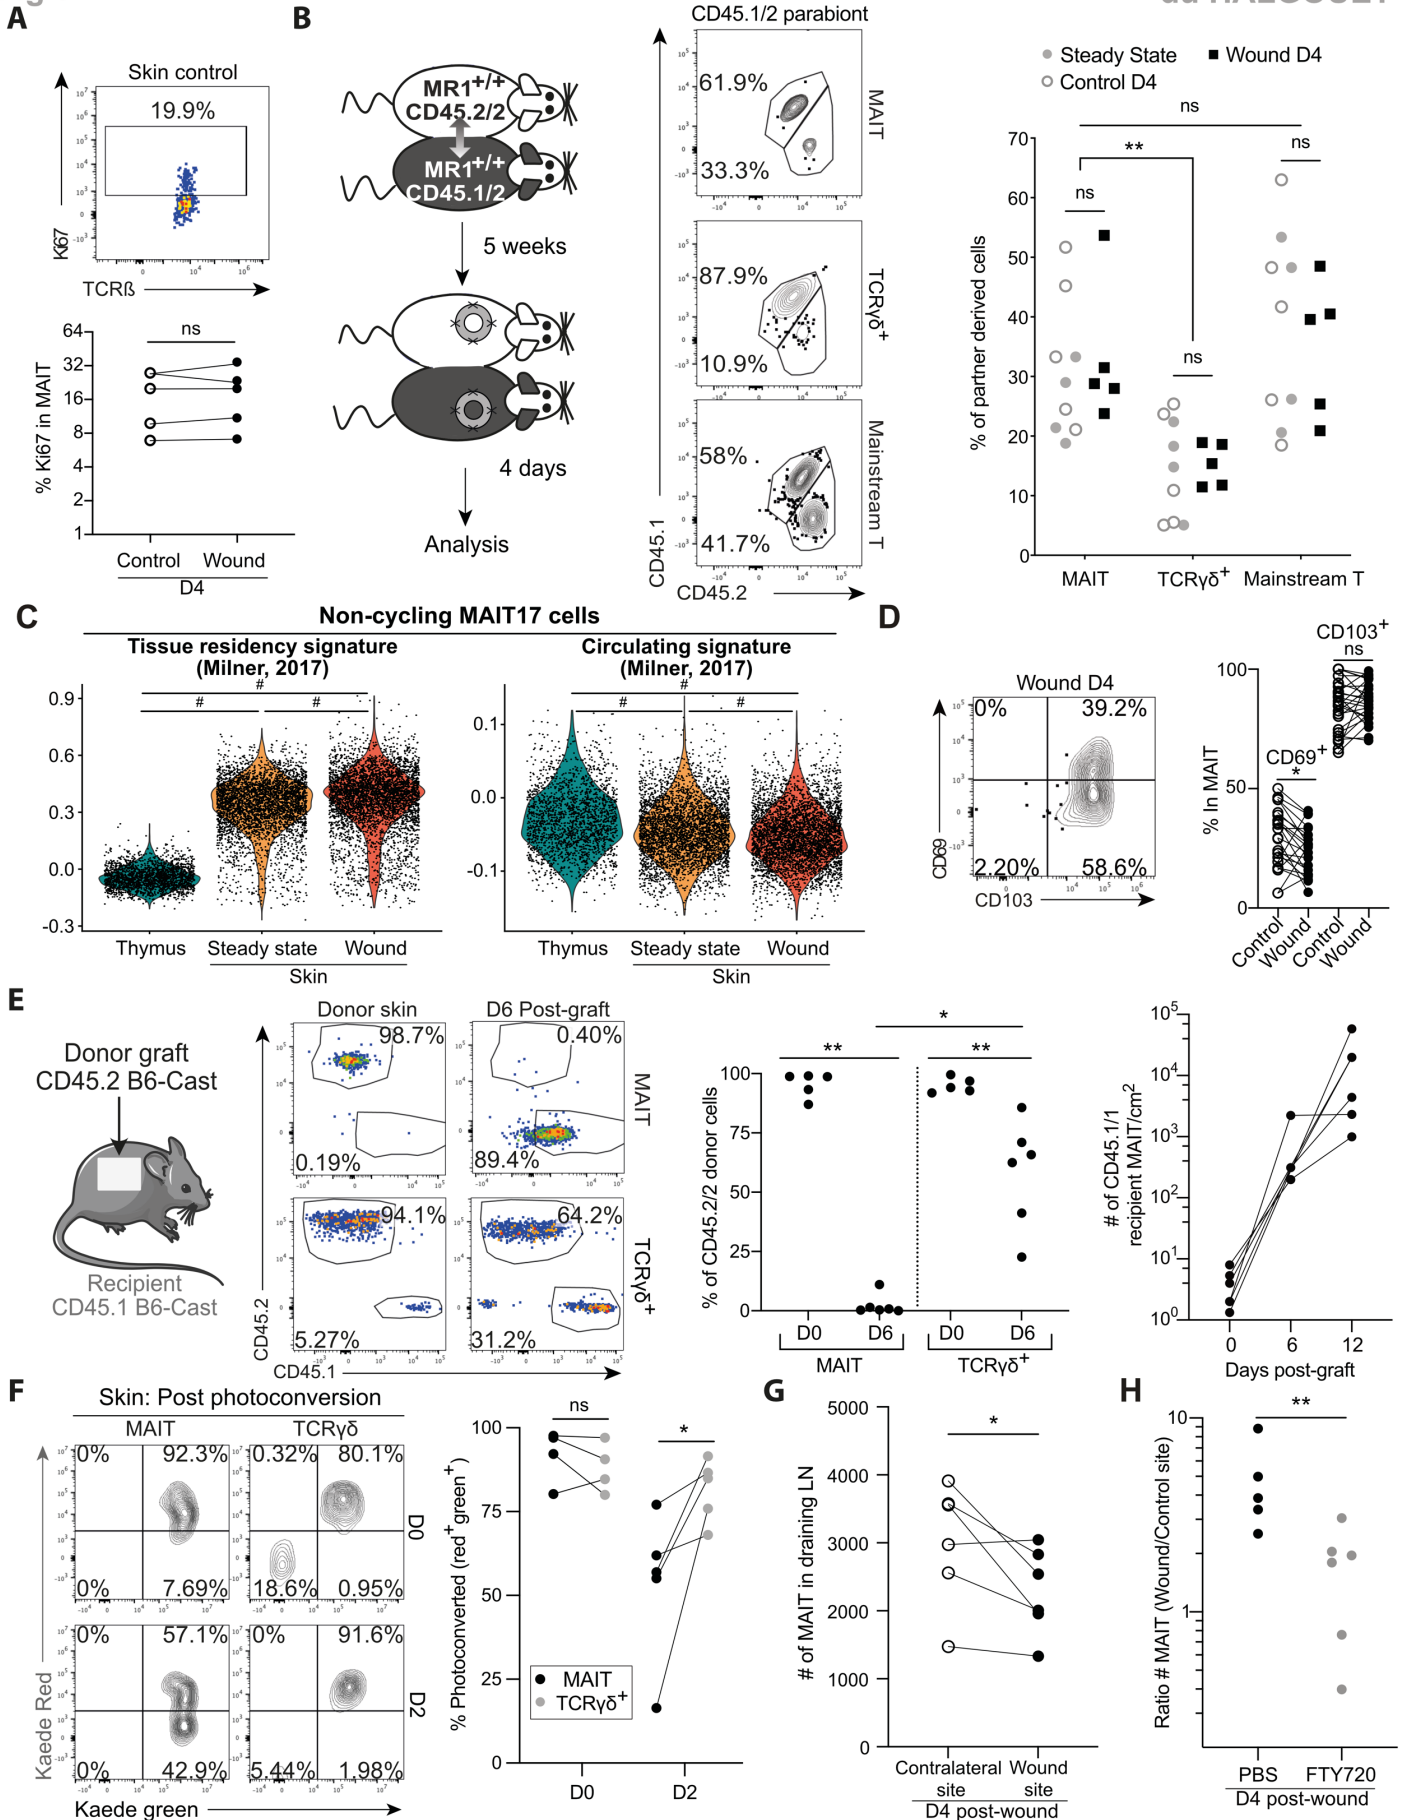 A
Skin control
19.9%
Ki67
TCRß
% Ki67 in MAIT
ns
64
32
16
8
4
2
1
Control
Wound
D4
B
MR1+/+
CD45.2/2
MR1+/+
CD45.1/2
5 weeks
4 days
Analysis
CD45.1/2 parabiont
61.9%
33.3%
MAIT
87.9%
10.9%
TCRγδ+
58%
41.7%
Mainstream T
CD45.1
CD45.2
Steady State
Wound D4
Control D4
% of partner derived cells
70
60
50
40
30
20
10
0
ns
**
ns
ns
ns
MAIT
TCRγδ+
Mainstream T
C
Non-cycling MAIT17 cells
Tissue residency signature
(Milner, 2017)
Circulating signature
(Milner, 2017)
#
#
#
#
#
#
0.9
0.6
0.3
0.0
-0.3
0.1
0.0
-0.1
Thymus
Steady state
Wound
Skin
Thymus
Steady state
Wound
Skin
D
Wound D4
0%
39.2%
2.20%
58.6%
CD69
CD103
% In MAIT
100
50
0
CD103+
ns
CD69+
*
Control
Wound
Control
Wound
E
Donor graft
CD45.2 B6-Cast
Recipient
CD45.1 B6-Cast
Donor skin
D6 Post-graft
98.7%
0.19%
0.40%
89.4%
MAIT
94.1%
5.27%
64.2%
31.2%
TCRγδ+
CD45.2
CD45.1
% of CD45.2/2 donor cells
100
75
50
25
0
*
**
**
D0
D6
D0
D6
MAIT
TCRγδ+
# of CD45.1/1
recipient MAIT/cm2
10^5
10^4
10^3
10^2
10^1
10^0
0
6
12
Days post-graft
F
Skin: Post photoconversion
MAIT
TCRγδ
0%
92.3%
0%
7.69%
0.32%
80.1%
18.6%
0.95%
D0
0%
57.1%
0%
42.9%
0%
91.6%
5.44%
1.98%
D2
Kaede Red
Kaede green
% Photoconverted (red+green+)
100
75
50
25
0
ns
*
MAIT
TCRγδ+
D0
D2
G
# of MAIT in draining LN
5000
4000
3000
2000
1000
0
*
Contralateral
site
Wound
site
D4 post-wound
H
Ratio # MAIT (Wound/Control site)
10
1
**
PBS
FTY720
D4 post-wound